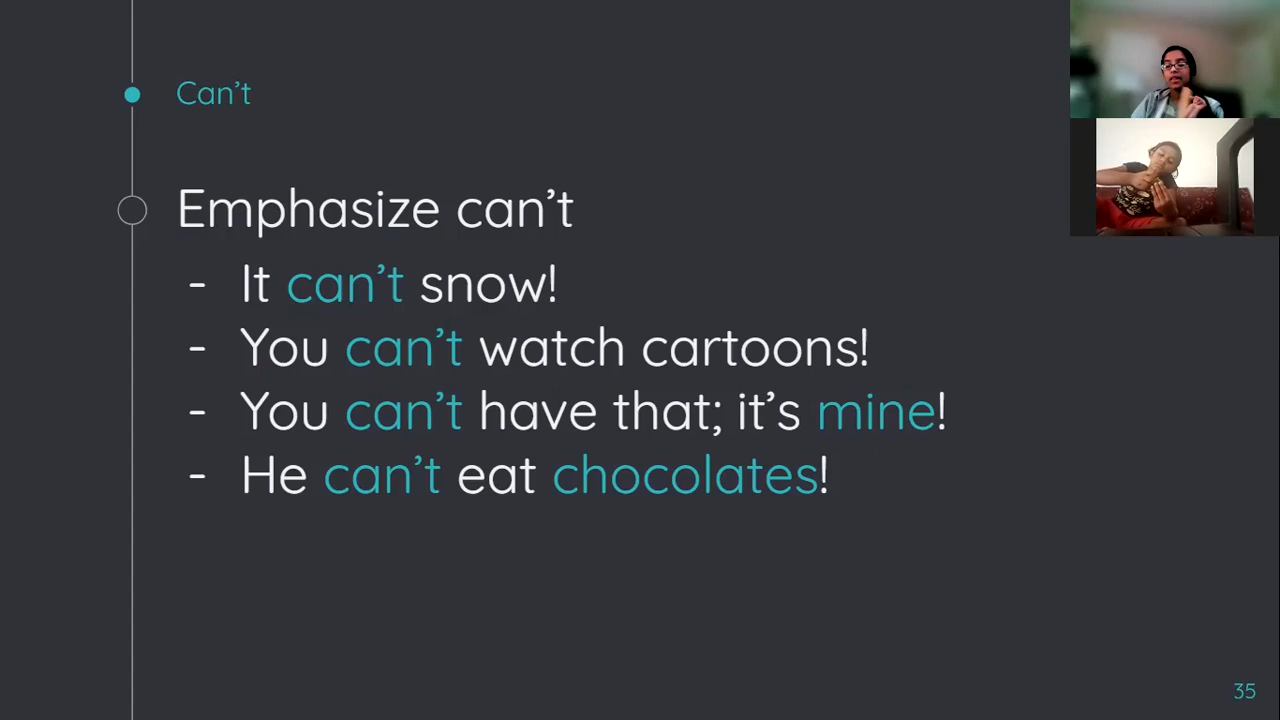 Can’t
Emphasize can’t
- It can’t snow!
- You can’t watch cartoons!
- You can’t have that; it’s mine!
- He can’t eat chocolates!
35